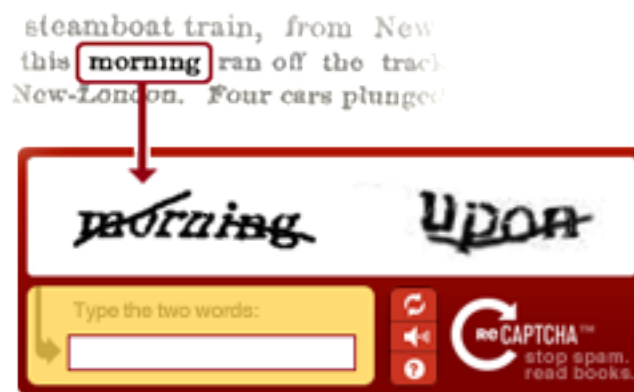 steamboat train, from New
this morning ran off the track
New-London. Four cars plunged
morning upon
Type the two words:
reCAPTCHA™
stop spam.
read books.